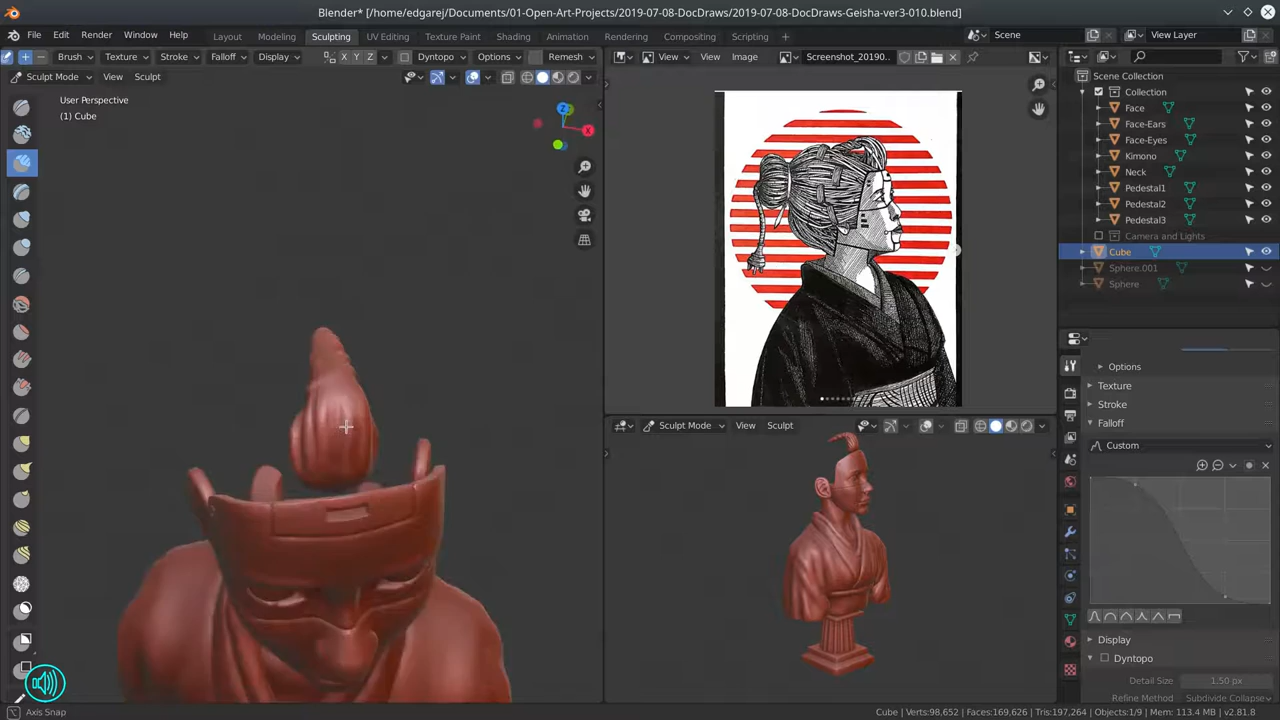 Sphere* [/home/edgarej/Documents/01-Open-Art-Projects/2019-07-08-DocDraws/2019-07-08-DocDraws-Geisha-ver3-010.blend]
File Edit Render Window Help
Layout Modeling Sculpting UV Editing Texture Paint Shading Animation Rendering Compositing Scripting +
Scene
View Layer
Brush Texture Stroke Falloff Display
X Y Z
Dyntopo Options Remesh
View View Image Screenshot_20190..
Sculpt Mode View Sculpt
User Perspective
(1) Cube
Z
X
Scene Collection
Collection
Face
Face-Ears
Face-Eyes
Kimono
Neck
Pedestal1
Pedestal2
Pedestal3
Camera and Lights
Cube
Sphere.001
Sphere
Options
Texture
Stroke
Falloff
Custom
Sculpt Mode View Sculpt
Display
Dyntopo
Detail Size 1.50 px
Refine Method Subdivide Collapse
Axis Snap
Cube | Verts:98,652 | Faces:169,626 | Tris:197,264 | Objects:1/9 | Mem: 113.4 MB | v2.81.8